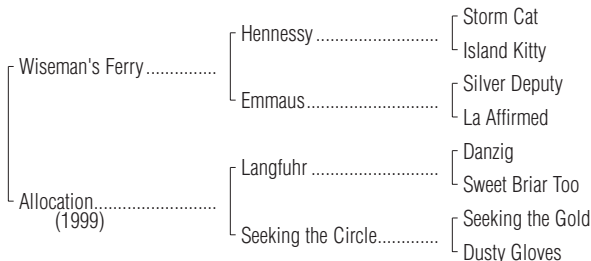 Storm Cat
Hennessy
Island Kitty
Wiseman's Ferry
Silver Deputy
Emmaus
La Affirmed
Danzig
Langfuhr
Sweet Briar Too
Allocation
(1999)
Seeking the Gold
Seeking the Circle
Dusty Gloves